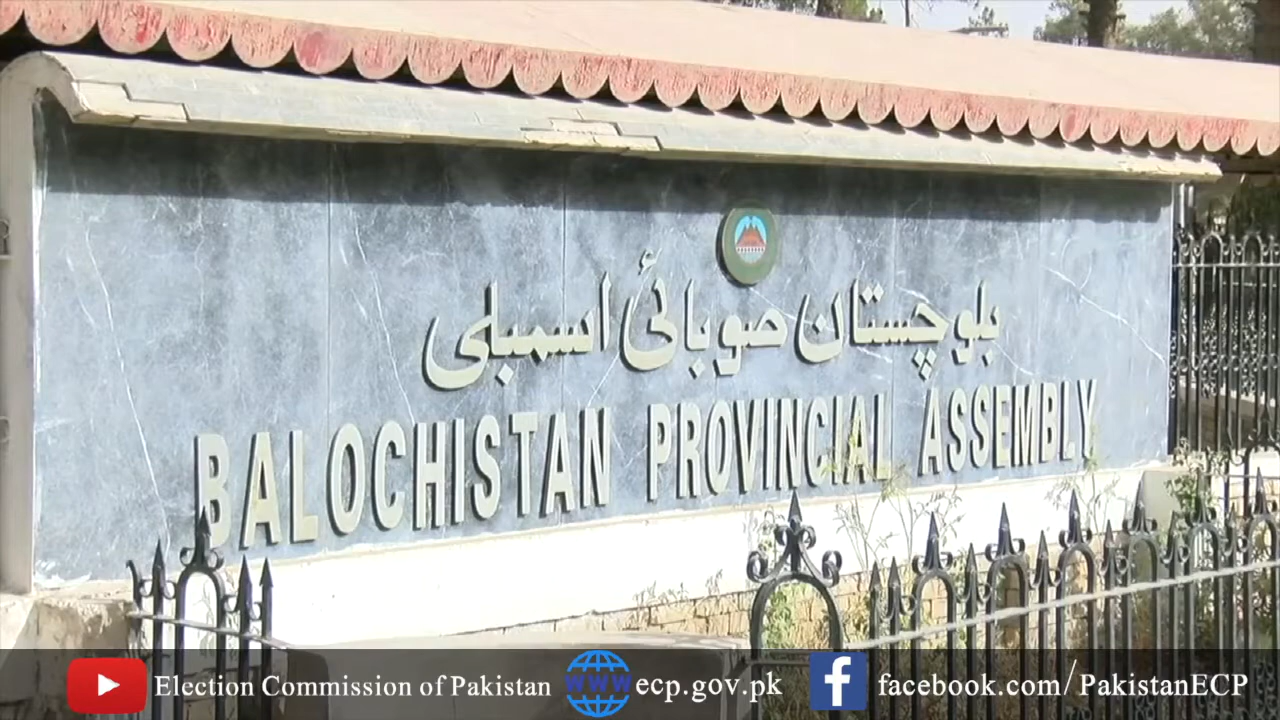 بلوچستان صوبائی اسمبلی
BALOCHISTAN PROVINCIAL ASSEMBLY
Election Commission of Pakistan
www
ecp.gov.pk
f
facebook.com/PakistanECP